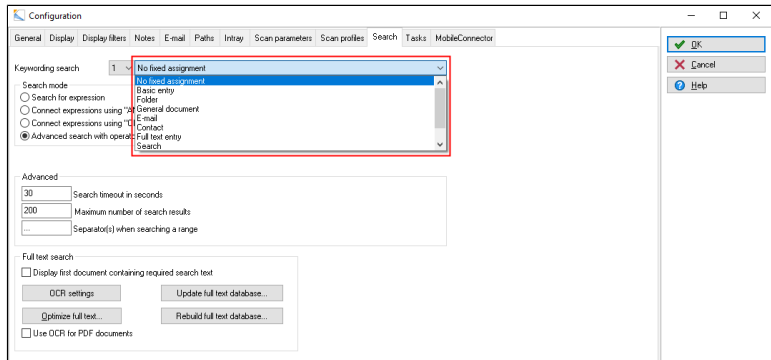 Configuration
General Display Display filters Notes E-mail Paths Intray Scan parameters Scan profiles Search Tasks MobileConnector
OK
Cancel
Help
Keywording search 1 No fixed assignment
No fixed assignment
Basic entry
Folder
General document
E-mail
Contact
Full text entry
Search
Search mode
Search for expression
Connect expressions using "A
Connect expressions using "O
Advanced search with operat
Advanced
30 Search timeout in seconds
200 Maximum number of search results
... Separator(s) when searching a range
Full text search
Display first document containing required search text
OCR settings Update full text database...
Optimize full text... Rebuild full text database...
Use OCR for PDF documents